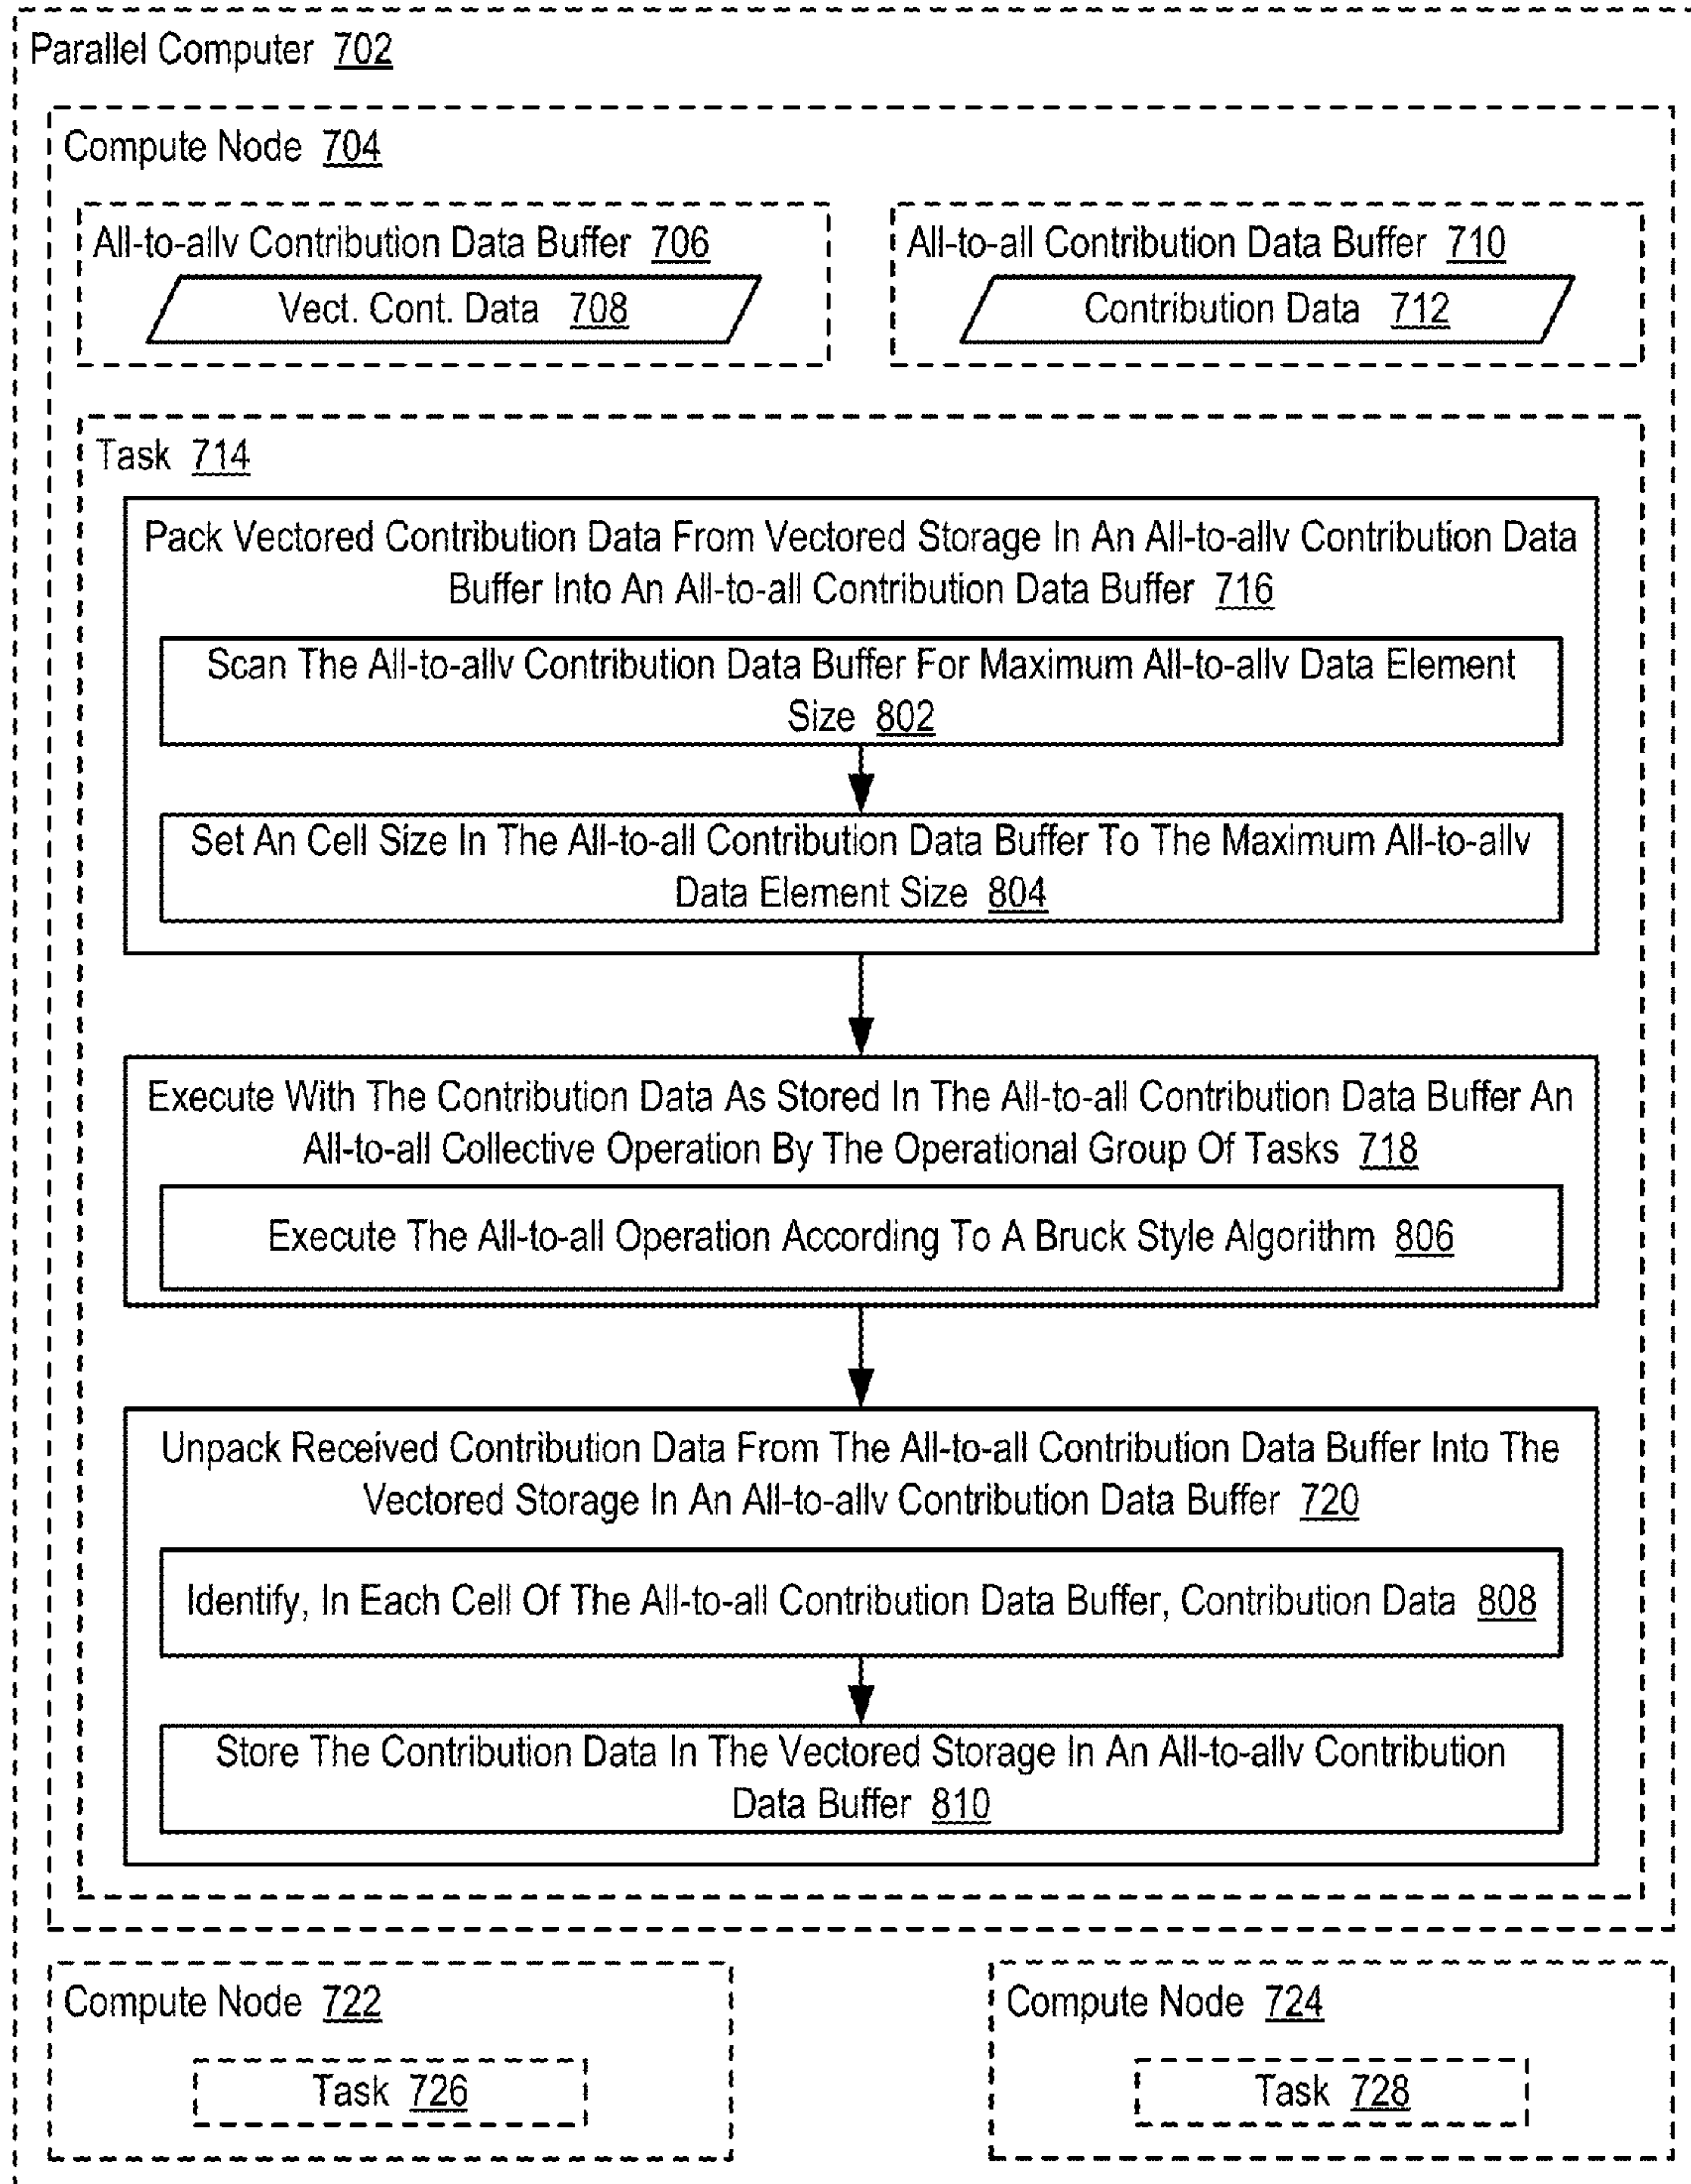 Parallel Computer 702
Compute Node 704
All-to-allv Contribution Data Buffer 706
Vect. Cont. Data 708
All-to-all Contribution Data Buffer 710
Contribution Data 712
Task 714
Pack Vectored Contribution Data From Vectored Storage In An All-to-allv Contribution Data
Buffer Into An All-to-all Contribution Data Buffer 716
Scan The All-to-allv Contribution Data Buffer For Maximum All-to-allv Data Element
Size 802
Set An Cell Size In The All-to-all Contribution Data Buffer To The Maximum All-to-allv
Data Element Size 804
Execute With The Contribution Data As Stored In The All-to-all Contribution Data Buffer An
All-to-all Collective Operation By The Operational Group Of Tasks 718
Execute The All-to-all Operation According To A Bruck Style Algorithm 806
Unpack Received Contribution Data From The All-to-all Contribution Data Buffer Into The
Vectored Storage In An All-to-allv Contribution Data Buffer 720
Identify, In Each Cell Of The All-to-all Contribution Data Buffer, Contribution Data 808
Store The Contribution Data In The Vectored Storage In An All-to-allv Contribution
Data Buffer 810
Compute Node 722
Task 726
Compute Node 724
Task 728